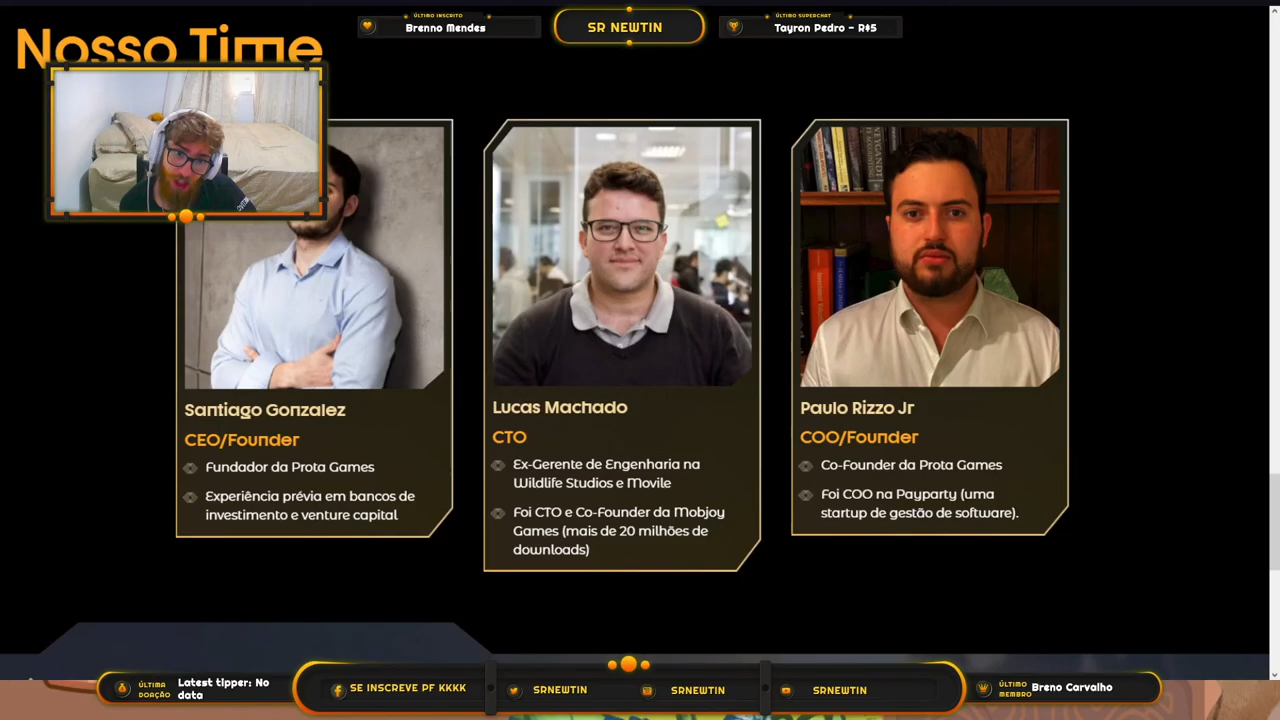 Nosso Time
ÚLTIMO INSCRITO
Brenno Mendes
SR NEWTIN
ÚLTIMO SUPERCHAT
Tayron Pedro - R$5
Santiago Gonzalez
CEO/Founder
Fundador da Prota Games
Experiência prévia em bancos de
investimento e venture capital
Lucas Machado
CTO
Ex-Gerente de Engenharia na
Wildlife Studios e Movile
Foi CTO e Co-Founder da Mobjoy
Games (mais de 20 milhões de
downloads)
Paulo Rizzo Jr
COO/Founder
Co-Founder da Prota Games
Foi COO na Payparty (uma
startup de gestão de software).
ÚLTIMA
DOAÇÃO
Latest tipper: No
data
SE INSCREVE PF KKKK
SRNEWTIN
SRNEWTIN
SRNEWTIN
ÚLTIMO
MEMBRO
Breno Carvalho